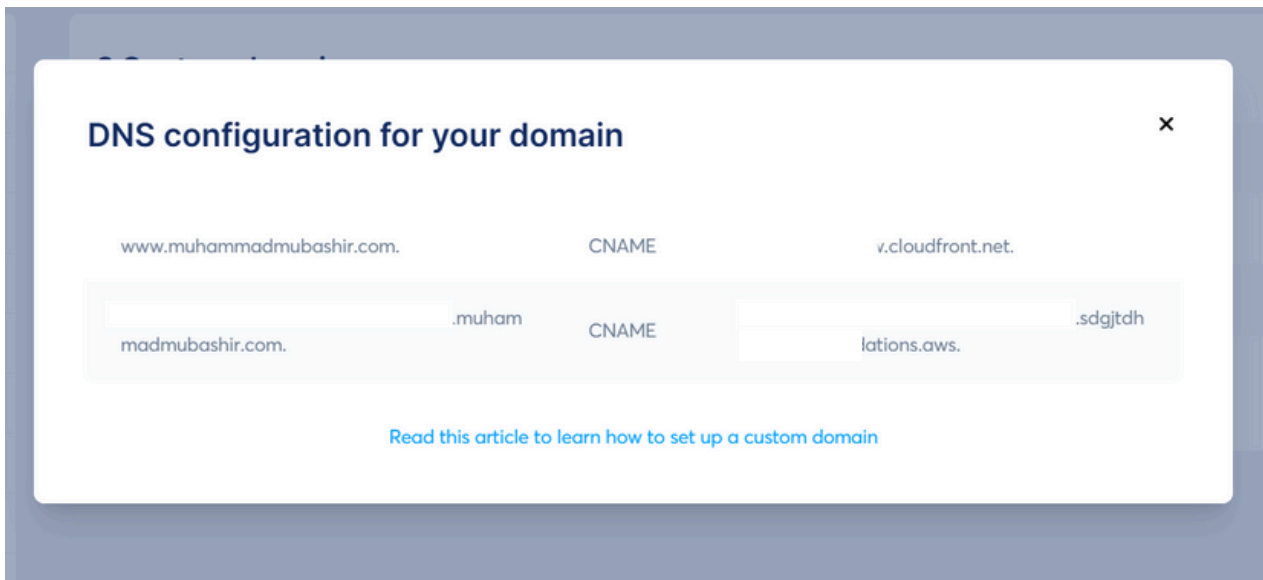 DNS configuration for your domain
www.muhammadmubashir.com. CNAME .cloudfront.net.
.muham CNAME .sdgjtdh
madmubashir.com. dations.aws.
Read this article to learn how to set up a custom domain